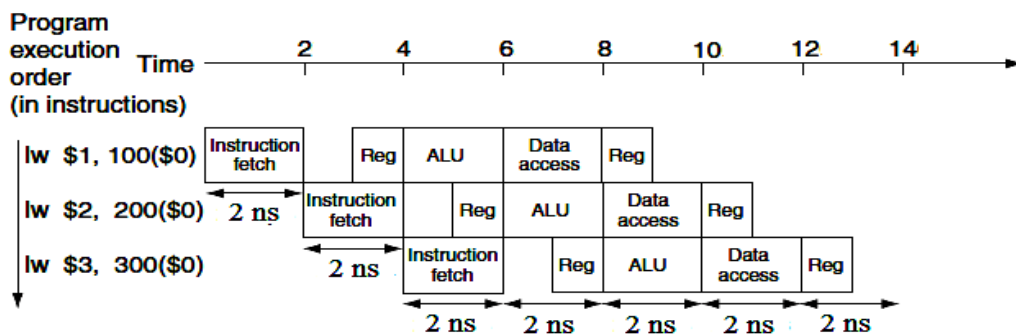 Program
execution
order
(in instructions)
Time
2 4 6 8 10 12 14
lw $1, 100($0)
Instruction
fetch
Reg
ALU
Data
access
Reg
2 ns
lw $2, 200($0)
Instruction
fetch
Reg
ALU
Data
access
Reg
2 ns
lw $3, 300($0)
Instruction
fetch
Reg
ALU
Data
access
Reg
2 ns 2 ns 2 ns 2 ns 2 ns